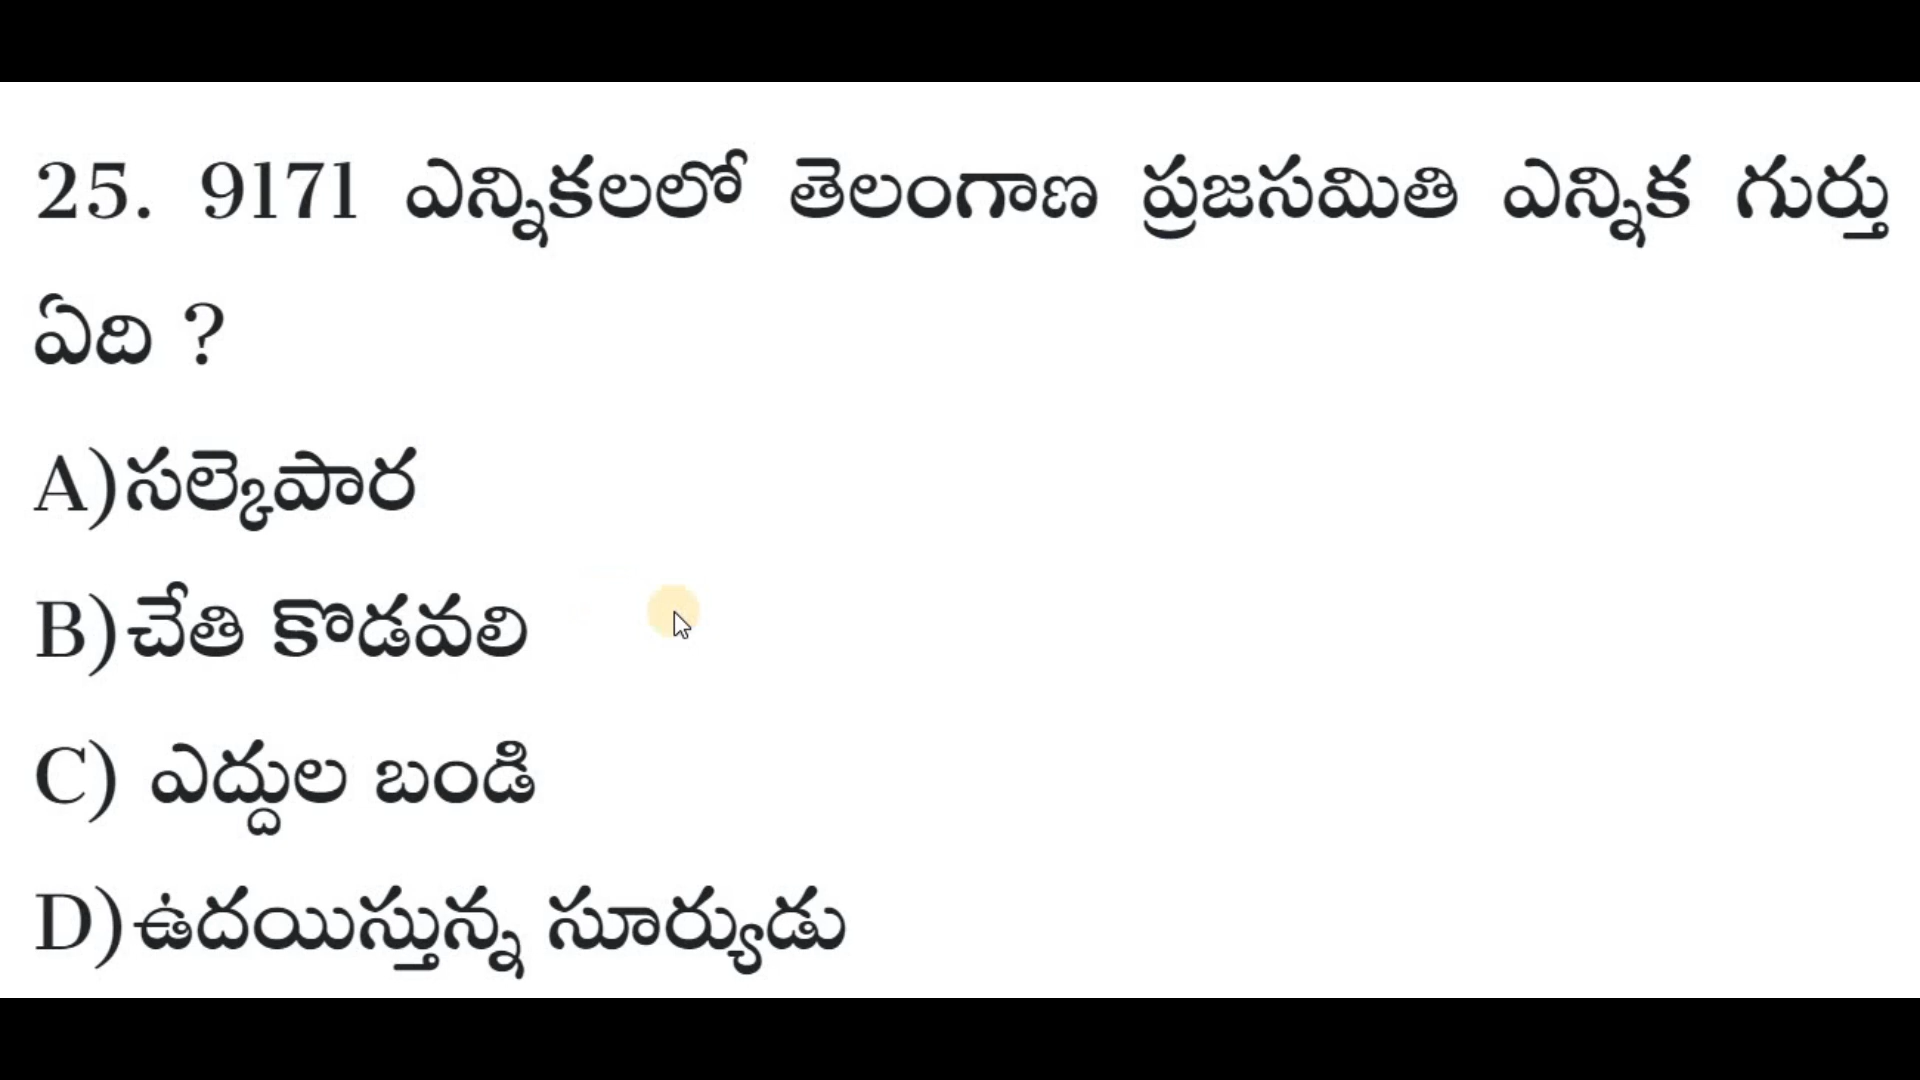 25. 9171 ఎన్నికలలో తెలంగాణ ప్రజసమితి ఎన్నిక గుర్తు
ఏది ?
A)సల్కెపార
B)చేతి కొడవలి
C) ఎద్దుల బండి
D)ఉదయిస్తున్న సూర్యుడు